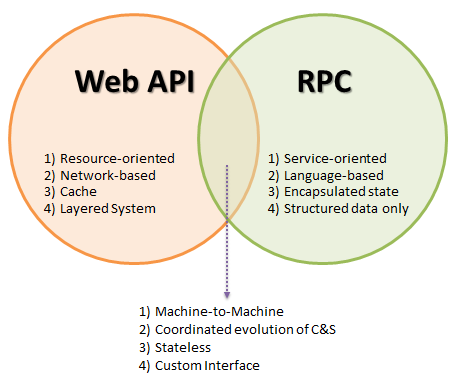 Web API
1) Resource-oriented
2) Network-based
3) Cache
4) Layered System
RPC
1) Service-oriented
2) Language-based
3) Encapsulated state
4) Structured data only
1) Machine-to-Machine
2) Coordinated evolution of C&S
3) Stateless
4) Custom Interface